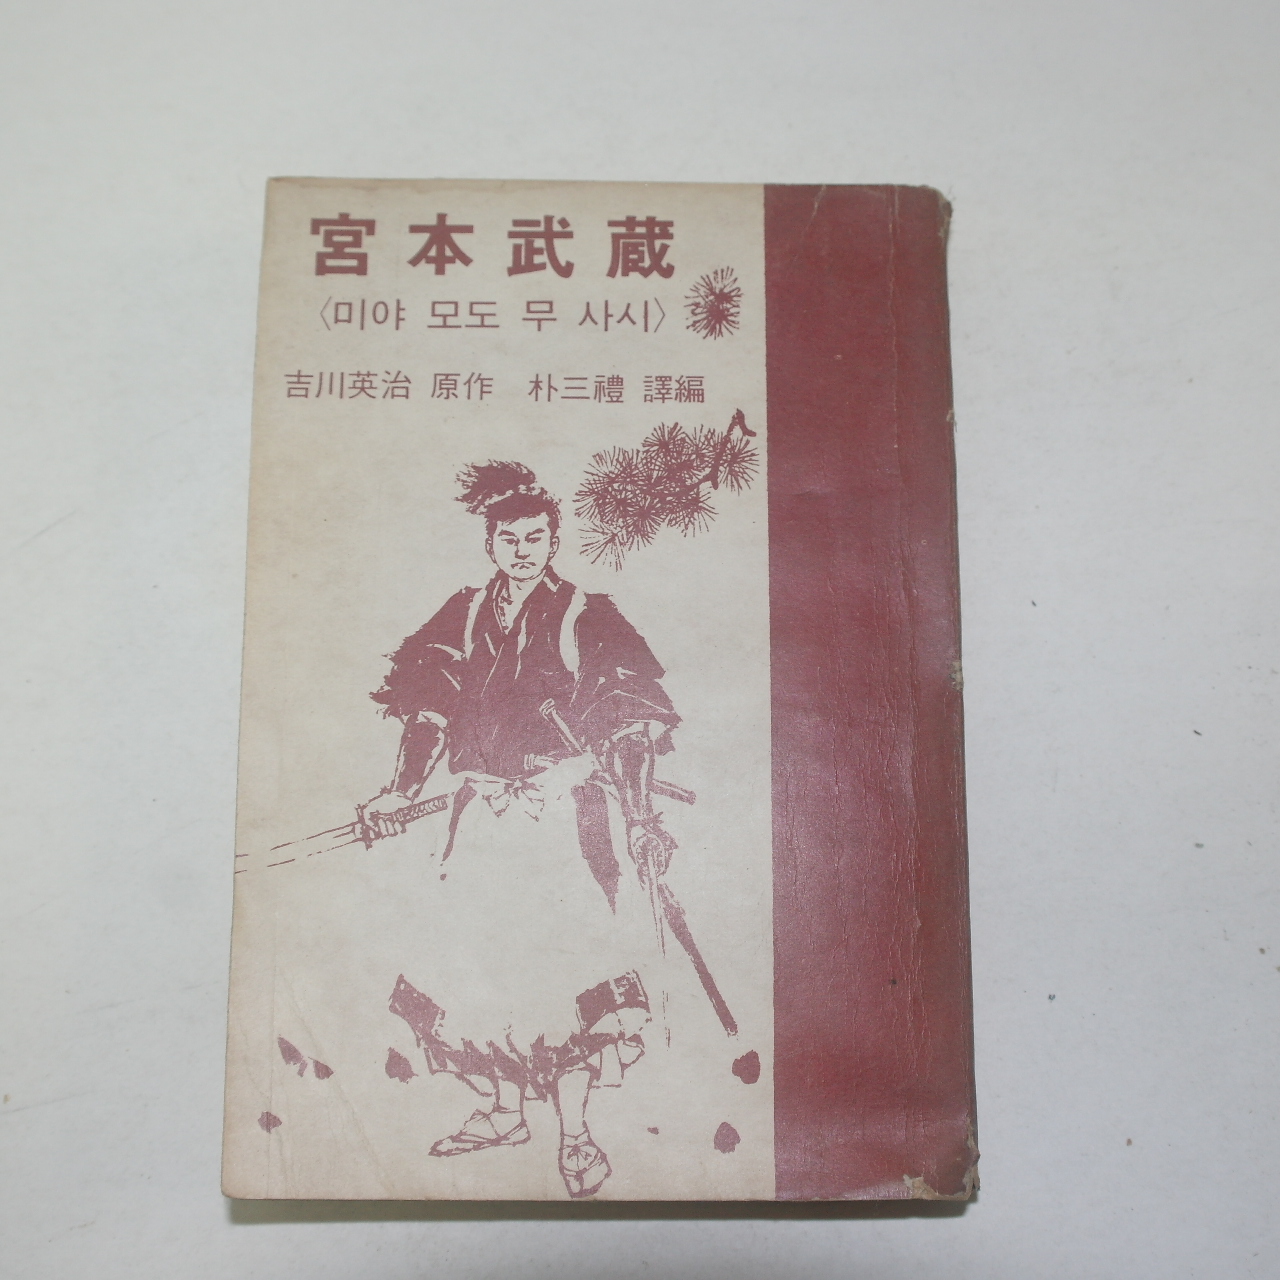 宮本武蔵
〈미야 모도 무 사시〉
吉川英治 原作 朴三禮 譯編